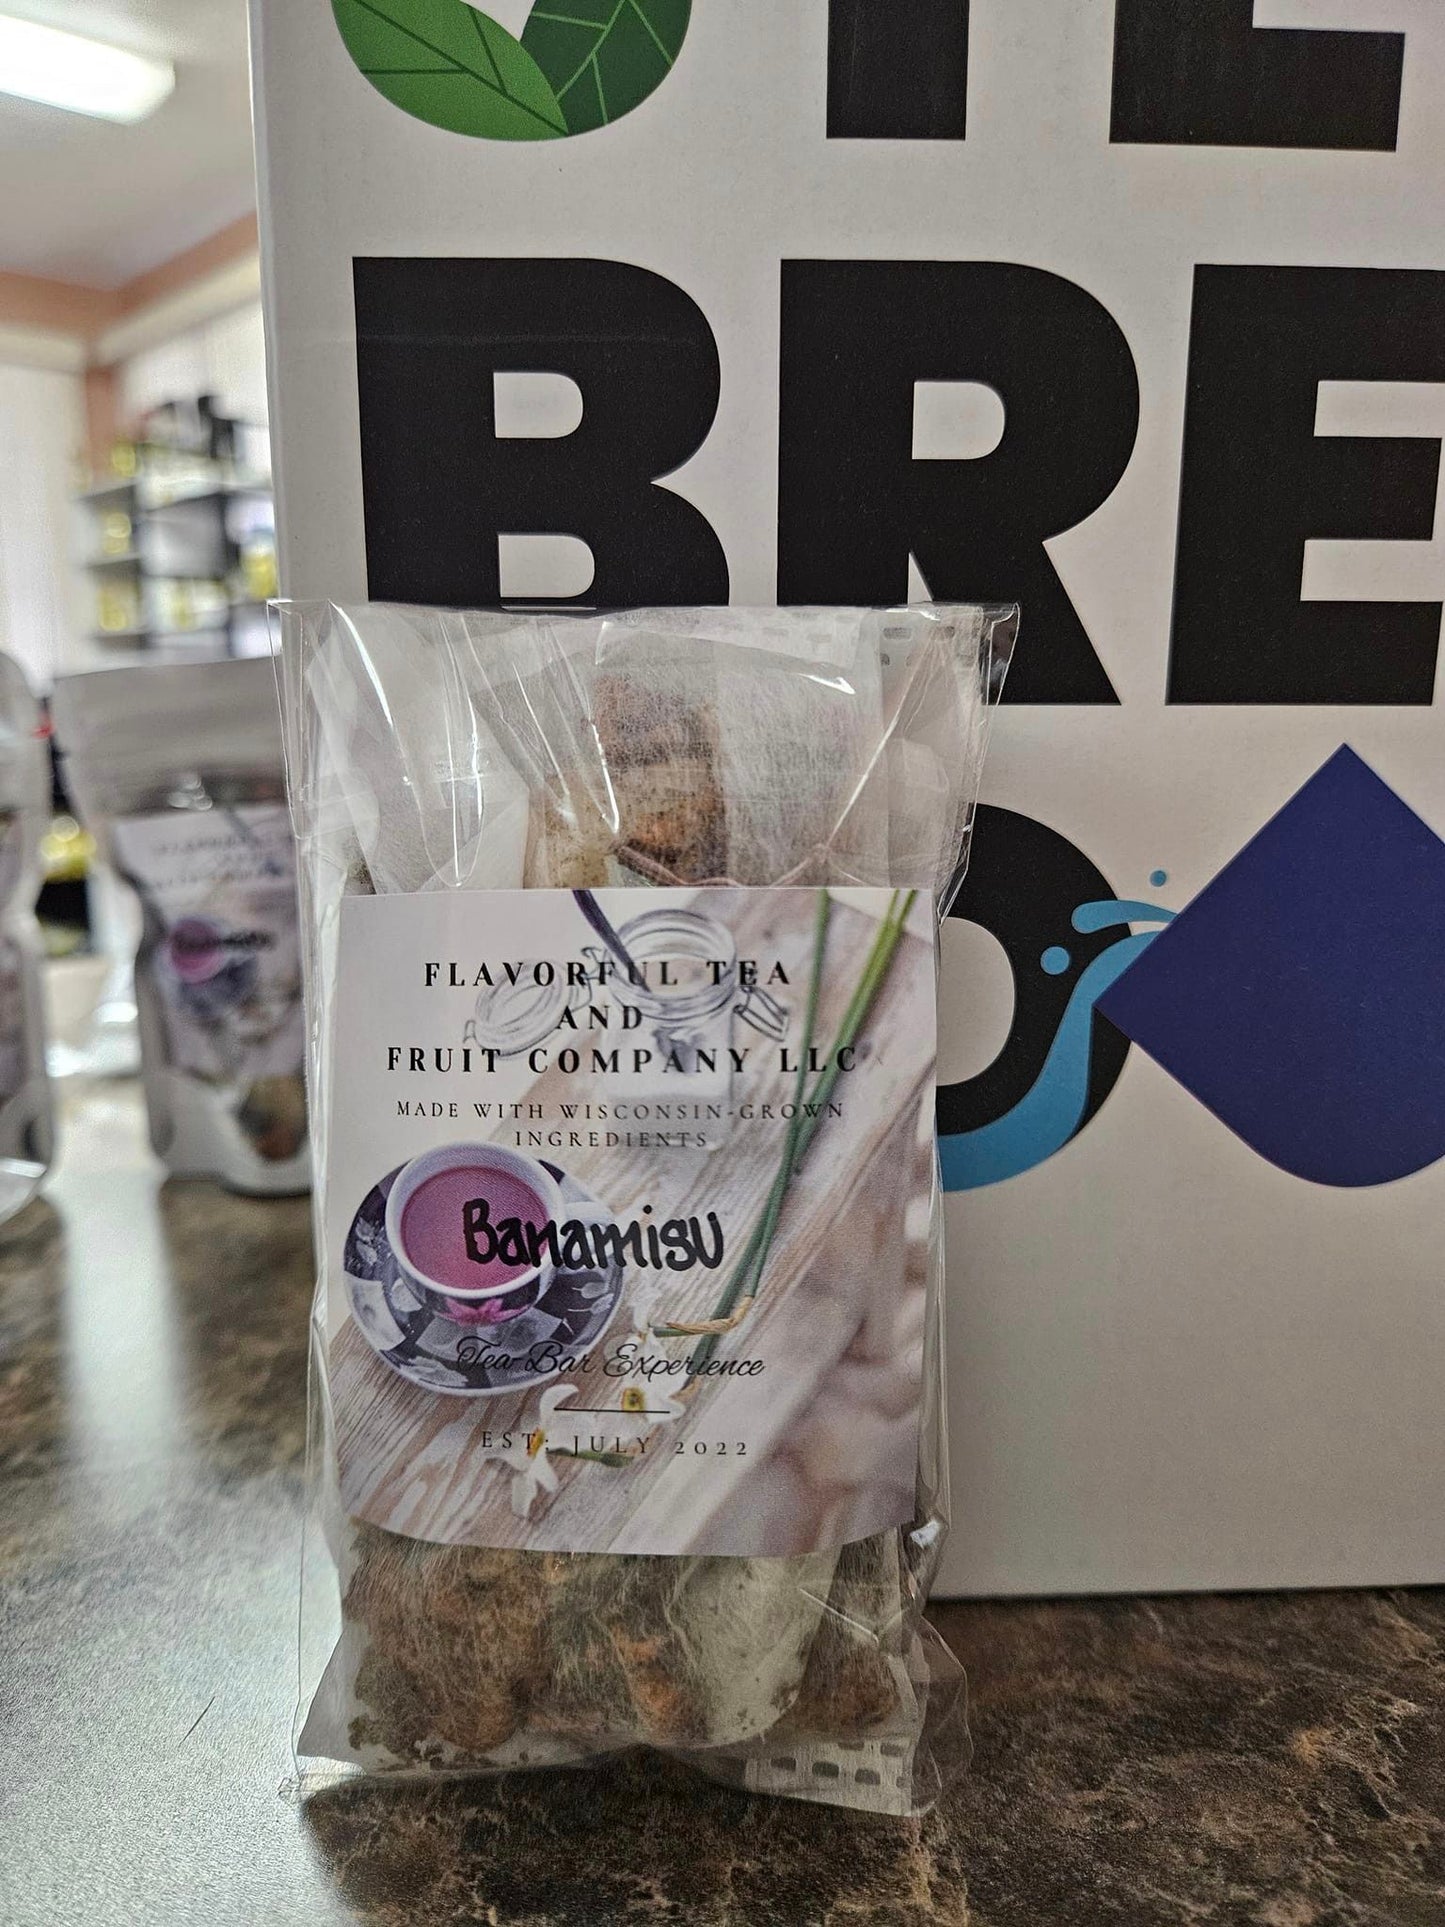 BRE
FLAVORFUL TEA
AND
FRUIT COMPANY LLC
MADE WITH WISCONSIN-GROWN
INGREDIENTS
Banamisu
Tea-Bar Experience
EST: JULY 2022